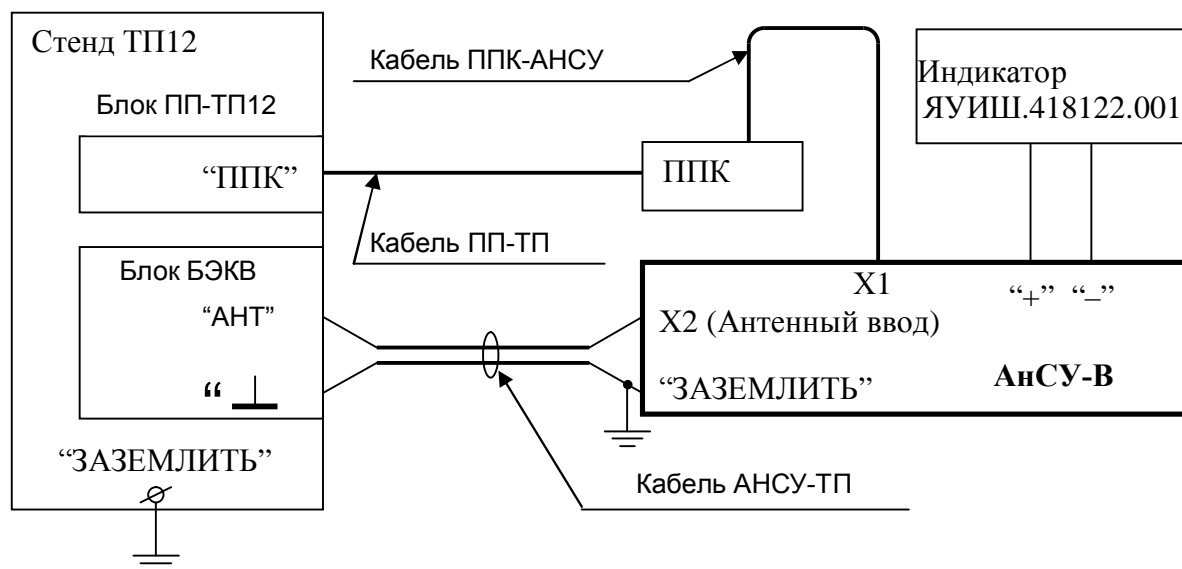 Стенд ТП12
Кабель ППК-АНСУ
Индикатор
ЯУИШ.418122.001
Блок ПП-ТП12
“ППК”
ППК
Кабель ПП-ТП
Блок БЭКВ
“АНТ”
“
X1
“+” “–”
X2 (Антенный ввод)
“ЗАЗЕМЛИТЬ”
АнСУ-В
“ЗАЗЕМЛИТЬ”
Кабель АНСУ-ТП